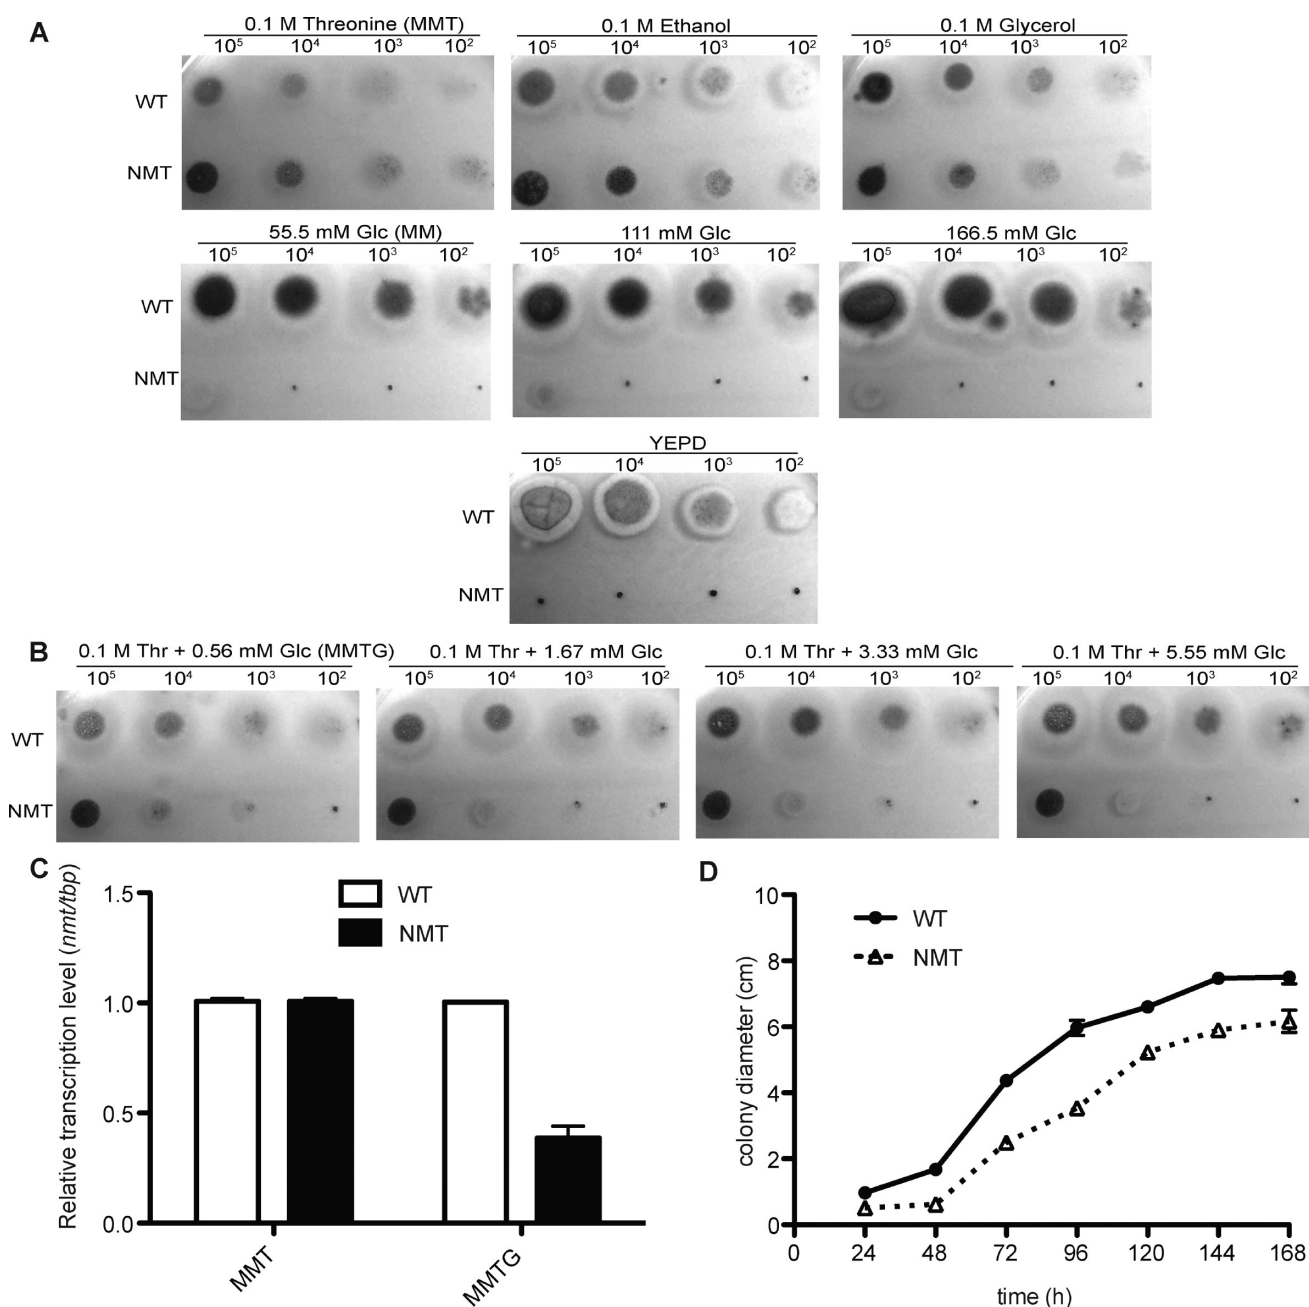 A
0.1 M Threonine (MMT)
10⁵ 10⁴ 10³ 10²
0.1 M Ethanol
10⁵ 10⁴ 10³ 10²
0.1 M Glycerol
10⁵ 10⁴ 10³ 10²
WT
NMT
55.5 mM Glc (MM)
10⁵ 10⁴ 10³ 10²
111 mM Glc
10⁵ 10⁴ 10³ 10²
166.5 mM Glc
10⁵ 10⁴ 10³ 10²
WT
NMT
YEPD
10⁵ 10⁴ 10³ 10²
WT
NMT
B
0.1 M Thr + 0.56 mM Glc (MMTG)
10⁵ 10⁴ 10³ 10²
0.1 M Thr + 1.67 mM Glc
10⁵ 10⁴ 10³ 10²
0.1 M Thr + 3.33 mM Glc
10⁵ 10⁴ 10³ 10²
0.1 M Thr + 5.55 mM Glc
10⁵ 10⁴ 10³ 10²
WT
NMT
C
Relative transcription level (nmt/tbp)
1.5
1.0
0.5
0.0
WT
NMT
MMT
MMTG
D
colony diameter (cm)
10
8
6
4
2
0
WT
NMT
0 24 48 72 96 120 144 168
time (h)